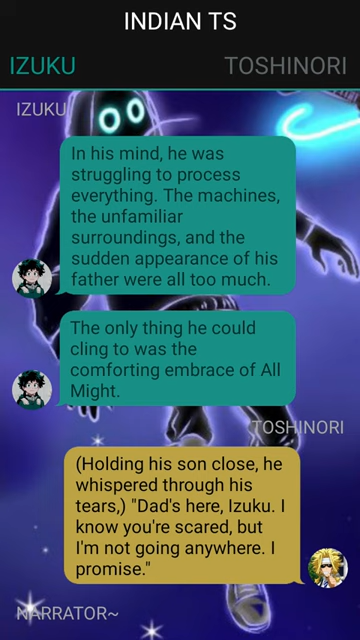 INDIAN TS
IZUKU TOSHINORI
IZUKU
In his mind, he was
struggling to process
everything. The machines,
the unfamiliar
surroundings, and the
sudden appearance of his
father were all too much.
The only thing he could
cling to was the
comforting embrace of All
Might.
TOSHINORI
(Holding his son close, he
whispered through his
tears,) "Dad's here, Izuku. I
know you're scared, but
I'm not going anywhere. I
promise."
NARRATOR~